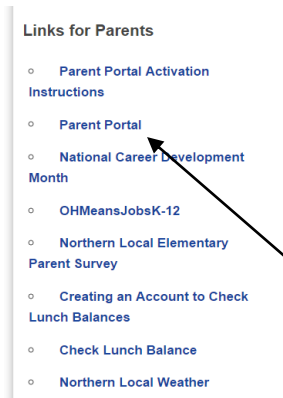 Links for Parents
Parent Portal Activation
Instructions
Parent Portal
National Career Development
Month
OHMeansJobsK-12
Northern Local Elementary
Parent Survey
Creating an Account to Check
Lunch Balances
Check Lunch Balance
Northern Local Weather